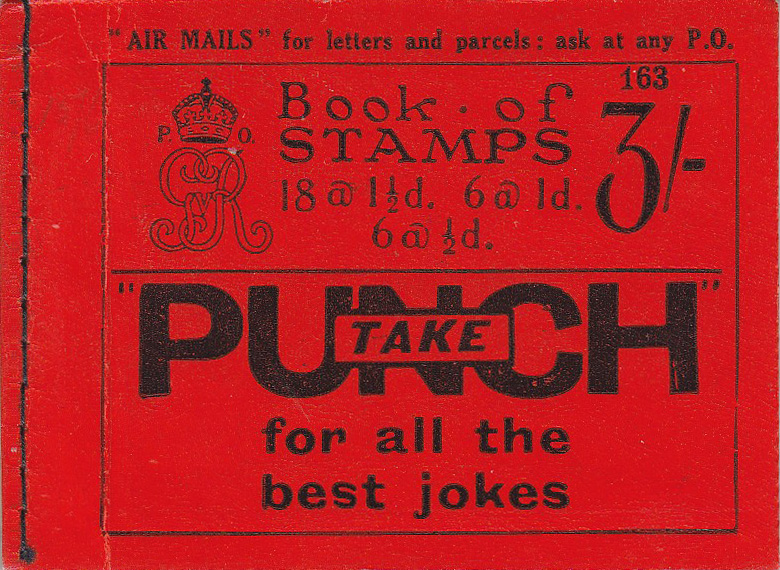 "AIR MAILS" for letters and parcels: ask at any P.O.
163
P. O.
GvR
Book · of
STAMPS
3/-
18 @ 1½d. 6 @ 1d.
6 @ ½d.
"PUNCH"
TAKE
for all the
best jokes